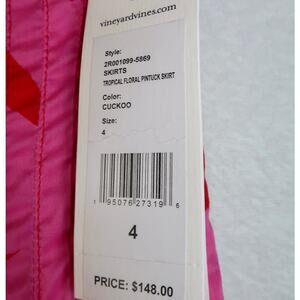 vineyardvines.com
Style:
2R001099-5869
SKIRTS
TROPICAL FLORAL PINTUCK SKIRT
Color:
CUCKOO
Size:
4
1 95076 27319 6
4
PRICE: $148.00